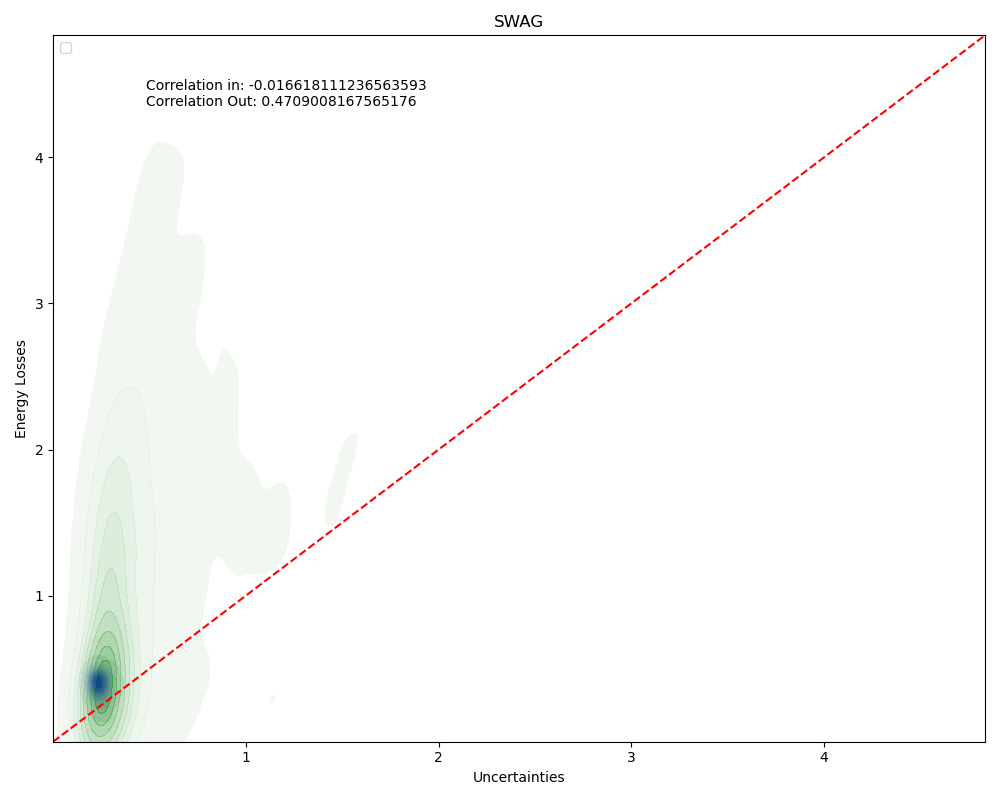 SWAG
Correlation in: -0.016618111236563593
Correlation Out: 0.4709008167565176
4
3
2
1
Energy Losses
1
2
3
4
Uncertainties